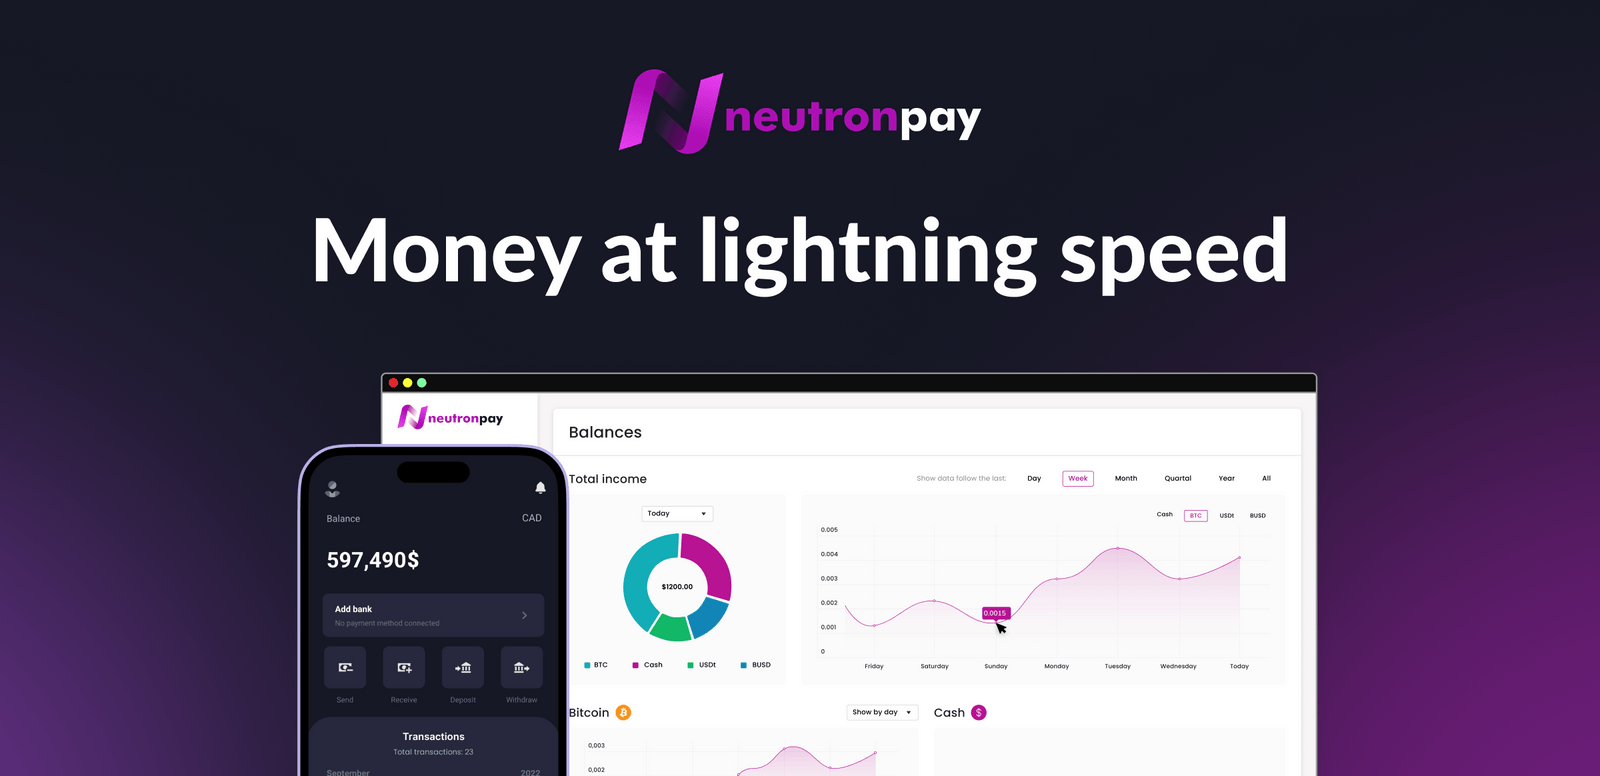 neutronpay
Money at lightning speed
neutronpay
Balances
Total income
Show data follow the last:
Day
Week
Month
Quartal
Year
All
Today
$1200.00
BTC
Cash
USDt
BUSD
Cash
BTC
USDt
BUSD
0.005
0.004
0.003
0.002
0.001
0
0.0015
Friday
Saturday
Sunday
Monday
Tuesday
Wednesday
Today
Bitcoin
Show by day
0,003
0,002
Cash
$
Balance
CAD
597,490$
Add bank
No payment method connected
Send
Receive
Deposit
Withdraw
Transactions
Total transactions: 23
September
2022